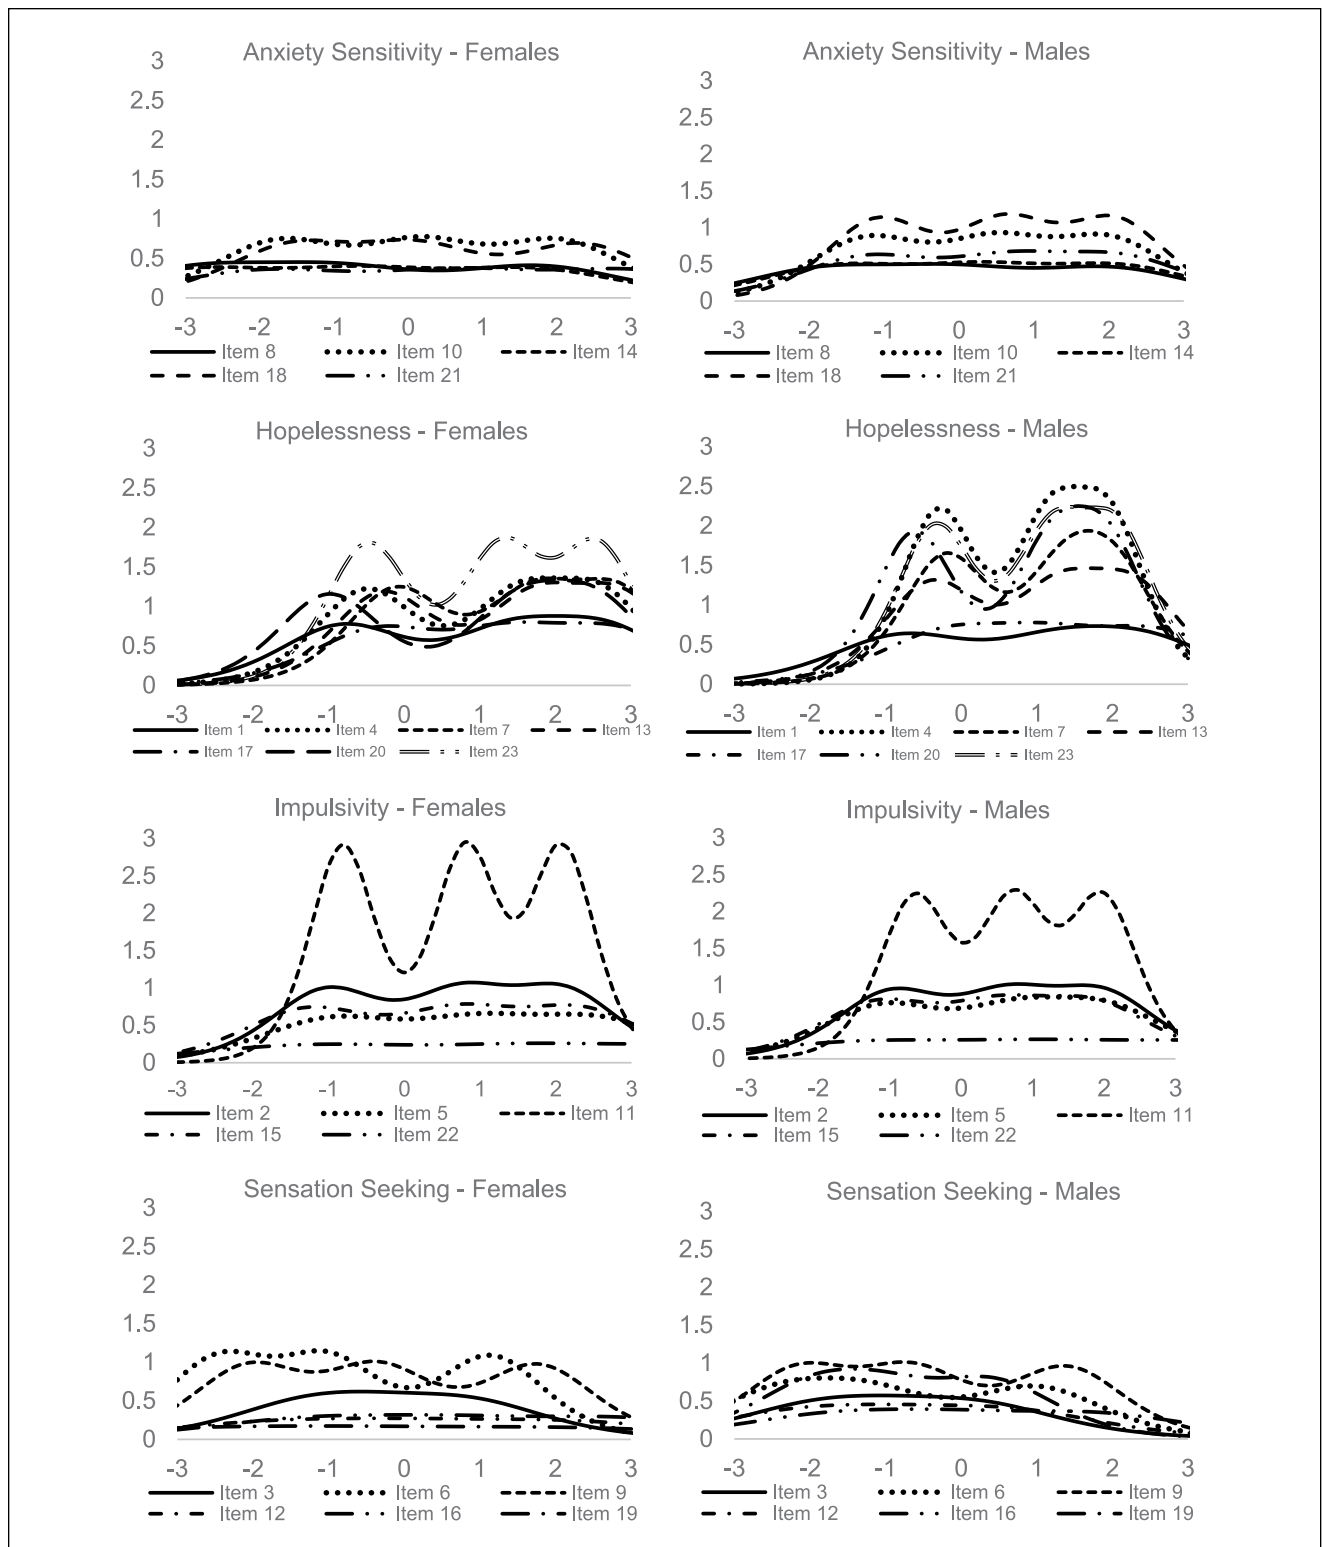 Anxiety Sensitivity - Females
3
2.5
2
1.5
1
0.5
0
-3 -2 -1 0 1 2 3
Item 8 Item 10 Item 14
Item 18 Item 21
Anxiety Sensitivity - Males
3
2.5
2
1.5
1
0.5
0
-3 -2 -1 0 1 2 3
Item 8 Item 10 Item 14
Item 18 Item 21
Hopelessness - Females
3
2.5
2
1.5
1
0.5
0
-3 -2 -1 0 1 2 3
Item 1 Item 4 Item 7 Item 13
Item 17 Item 20 Item 23
Hopelessness - Males
3
2.5
2
1.5
1
0.5
0
-3 -2 -1 0 1 2 3
Item 1 Item 4 Item 7 Item 13
Item 17 Item 20 Item 23
Impulsivity - Females
3
2.5
2
1.5
1
0.5
0
-3 -2 -1 0 1 2 3
Item 2 Item 5 Item 11
Item 15 Item 22
Impulsivity - Males
3
2.5
2
1.5
1
0.5
0
-3 -2 -1 0 1 2 3
Item 2 Item 5 Item 11
Item 15 Item 22
Sensation Seeking - Females
3
2.5
2
1.5
1
0.5
0
-3 -2 -1 0 1 2 3
Item 3 Item 6 Item 9
Item 12 Item 16 Item 19
Sensation Seeking - Males
3
2.5
2
1.5
1
0.5
0
-3 -2 -1 0 1 2 3
Item 3 Item 6 Item 9
Item 12 Item 16 Item 19